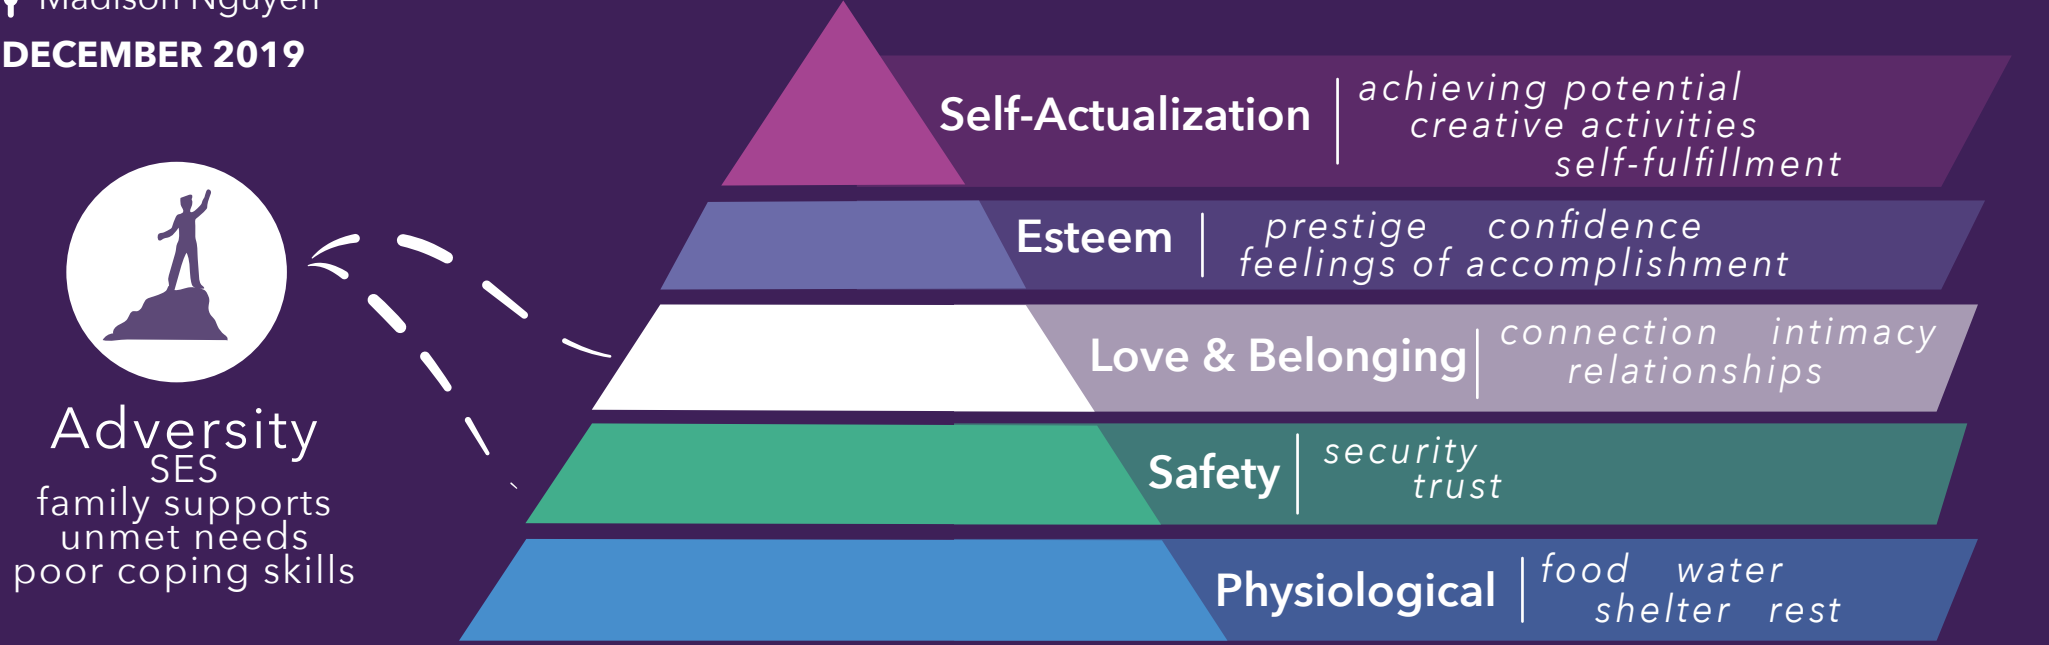 Madison Nguyen
DECEMBER 2019
Adversity
SES
family supports
unmet needs
poor coping skills
Self-Actualization
achieving potential
creative activities
self-fulfillment
Esteem
prestige confidence
feelings of accomplishment
Love & Belonging
connection intimacy
relationships
Safety
security
trust
Physiological
food water
shelter rest